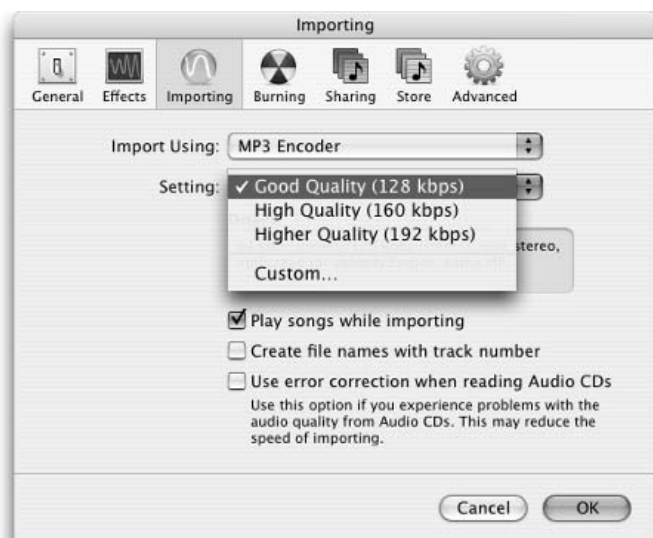 Importing
General Effects Importing Burning Sharing Store Advanced
Import Using: MP3 Encoder
Setting: ✓ Good Quality (128 kbps)
High Quality (160 kbps)
Higher Quality (192 kbps)
stereo,
Custom...
Play songs while importing
Create file names with track number
Use error correction when reading Audio CDs
Use this option if you experience problems with the
audio quality from Audio CDs. This may reduce the
speed of importing.
Cancel OK